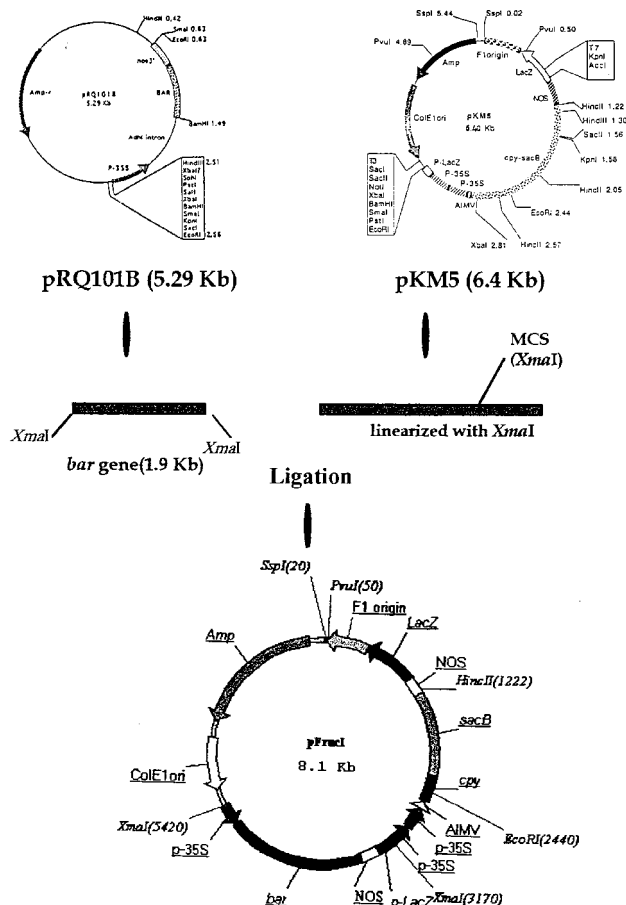 HindIII 0.42
SmaI 0.63
EcoRI 0.63
nos3'
Amp-r
pRQ101B
5.29 Kb
BAR
BamHI 1.49
AdhI intron
P-35S
HindIII 2.51
XbaI?
SphI
PstI
SalI
XbaI
BamHI
SmaI
KpnI
SacI
EcoRI 2.56
SspI 5.44
SspI 0.02
PvuI 0.50
PvuI 4.89
F1origin
Amp
LacZ
T7
KpnI
AccI
NOS
HincII 1.22
HindIII 1.30
SacII 1.56
KpnI 1.58
ColE1ori
pKM5
6.40 Kb
cpy-sacB
HincII 2.05
T3
SacI
SacII
NotI
XbaI
BamHI
SmaI
PstI
EcoRI
P-LacZ
P-35S
P-35S
AlMV
EcoRI 2.44
HincII 2.57
XbaI 2.81
pRQ101B (5.29 Kb)
pKM5 (6.4 Kb)
MCS
(XmaI)
XmaI
XmaI
bar gene(1.9 Kb)
linearized with XmaI
Ligation
SspI(20)
PvuI(50)
F1 origin
LacZ
Amp
NOS
HincII(1222)
sacB
pFrucI
8.1 Kb
ColE1ori
cpy
XmaI(5420)
AlMV
EcoRI(2440)
p-35S
p-35S
p-35S
bar
NOS
p-LacZ
XmaI(3170)